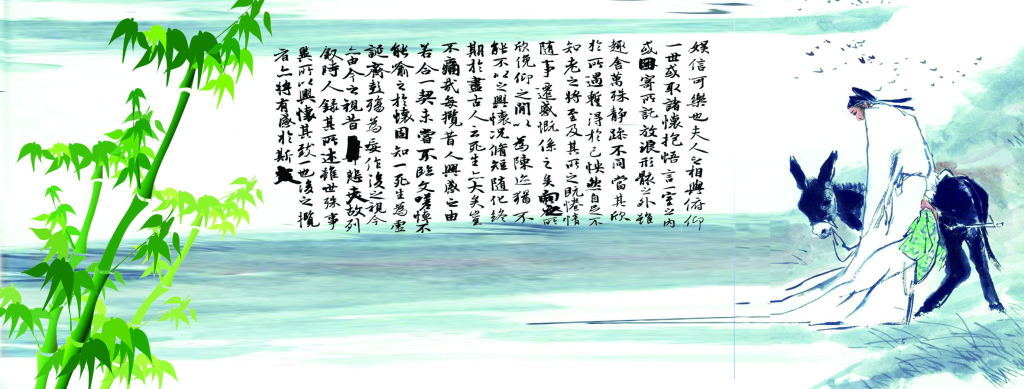 娛信可樂也夫人之相與俯仰
一世或取諸懷抱悟言一室之內
或因寄所託放浪形骸之外雖
趣舍萬殊靜躁不同當其欣
於所遇暫得於己快然自足不
知老之將至及其所之既惓情
隨事遷感慨係之矣向之所
欣俛仰之閒以為陳迹猶不
能不以之興懷況脩短隨化終
期於盡古人云死生亦大矣豈
不痛哉每攬昔人興感之由
若合一契未嘗不臨文嗟悼不
能喻之於懷固知一死生為虛
誕齊彭殤為妄作後之視今
亦由今之視昔悲夫故列
敘時人錄其所述雖世殊事
異所以興懷其致一也後之攬
者亦將有感於斯文